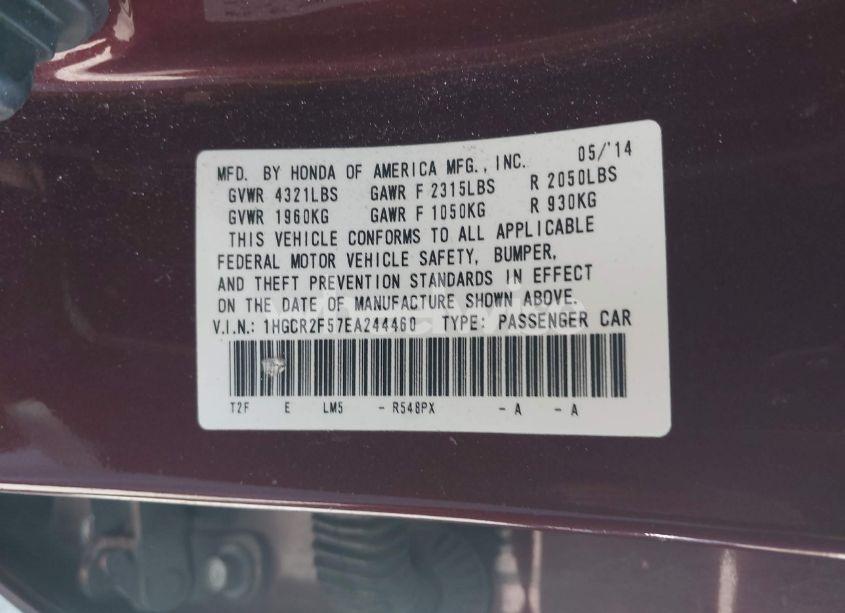 MFD. BY HONDA OF AMERICA MFG., INC. 05/'14
GVWR 4321LBS GAWR F 2315LBS R 2050LBS
GVWR 1960KG GAWR F 1050KG R 930KG
THIS VEHICLE CONFORMS TO ALL APPLICABLE
FEDERAL MOTOR VEHICLE SAFETY, BUMPER,
AND THEFT PREVENTION STANDARDS IN EFFECT
ON THE DATE OF MANUFACTURE SHOWN ABOVE.
V.I.N.: 1HGCR2F57EA244460 TYPE: PASSENGER CAR
T2F E LM5 - R548PX - A - A